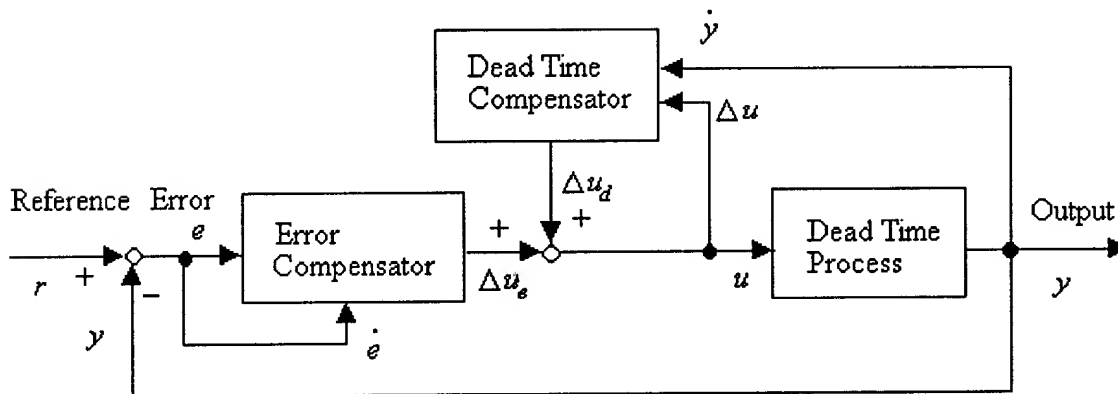 ẏ
Dead Time
Compensator
Δu
Δu_d
+
Reference Error
e
Error
Compensator
+
Δu_e
Dead Time
Process
Output
+
r
−
y
ė
u
y